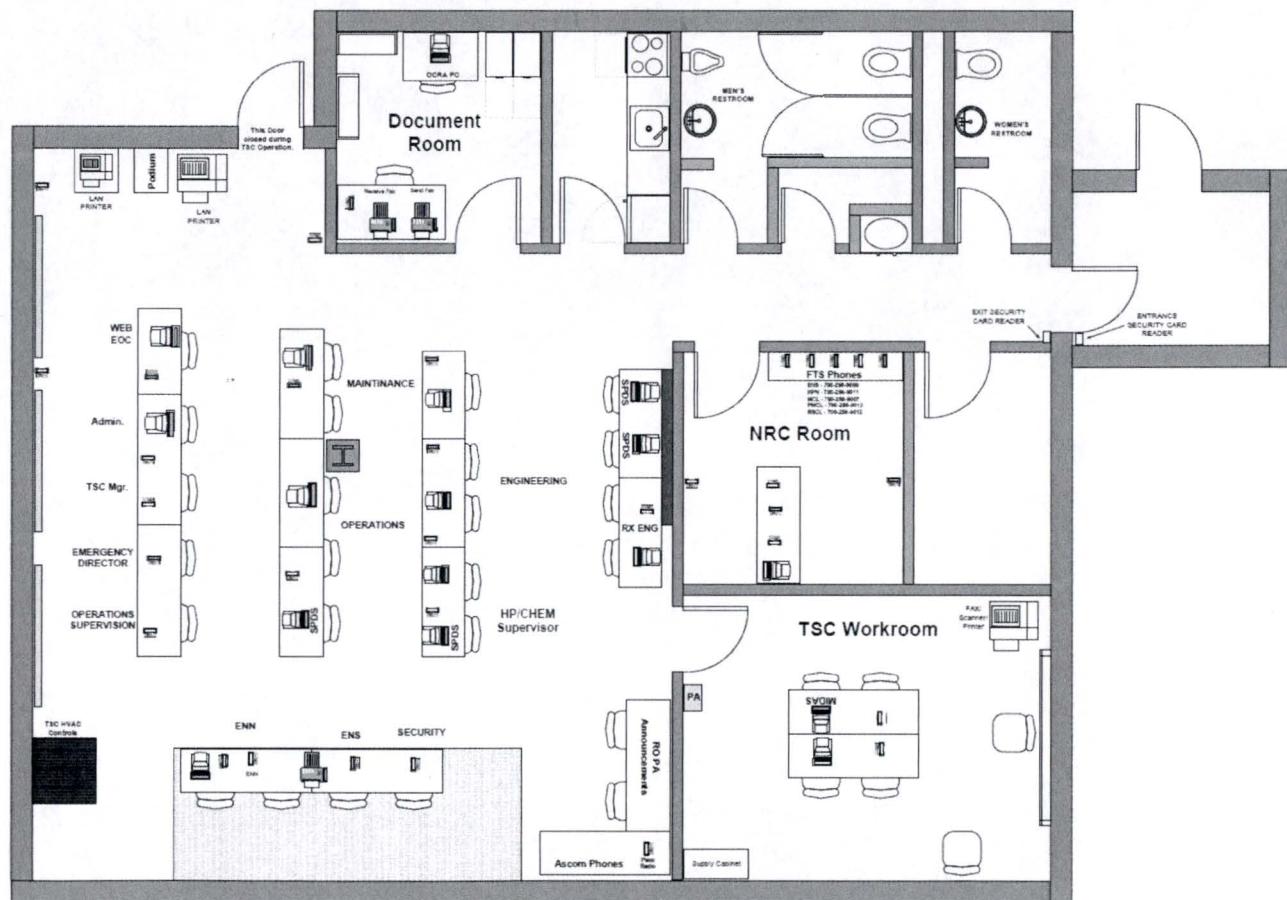 OCRA PC
Document
Room
Receive Fax
Send Fax
MEN'S
RESTROOM
WOMEN'S
RESTROOM
This Door
closed during
TSC Operation.
LAN
PRINTER
Podium
LAN
PRINTER
EXIT SECURITY
CARD READER
ENTRANCE
SECURITY CARD
READER
WEB
EOC
MAINTINANCE
Admin.
TSC Mgr.
OPERATIONS
EMERGENCY
DIRECTOR
OPERATIONS
SUPERVISION
SPDS
ENGINEERING
HP/CHEM
Supervisor
SPDS
SPDS
SPDS
RX ENG
FTS Phones
NRC Room
TSC Workroom
FAX/
Scanner
Printer
PA
MIDAS
Supply Cabinet
TSC HVAC
Controls
ENN
ENS
SECURITY
ENN
RO PA
Announcements
Ascom Phones
Radio